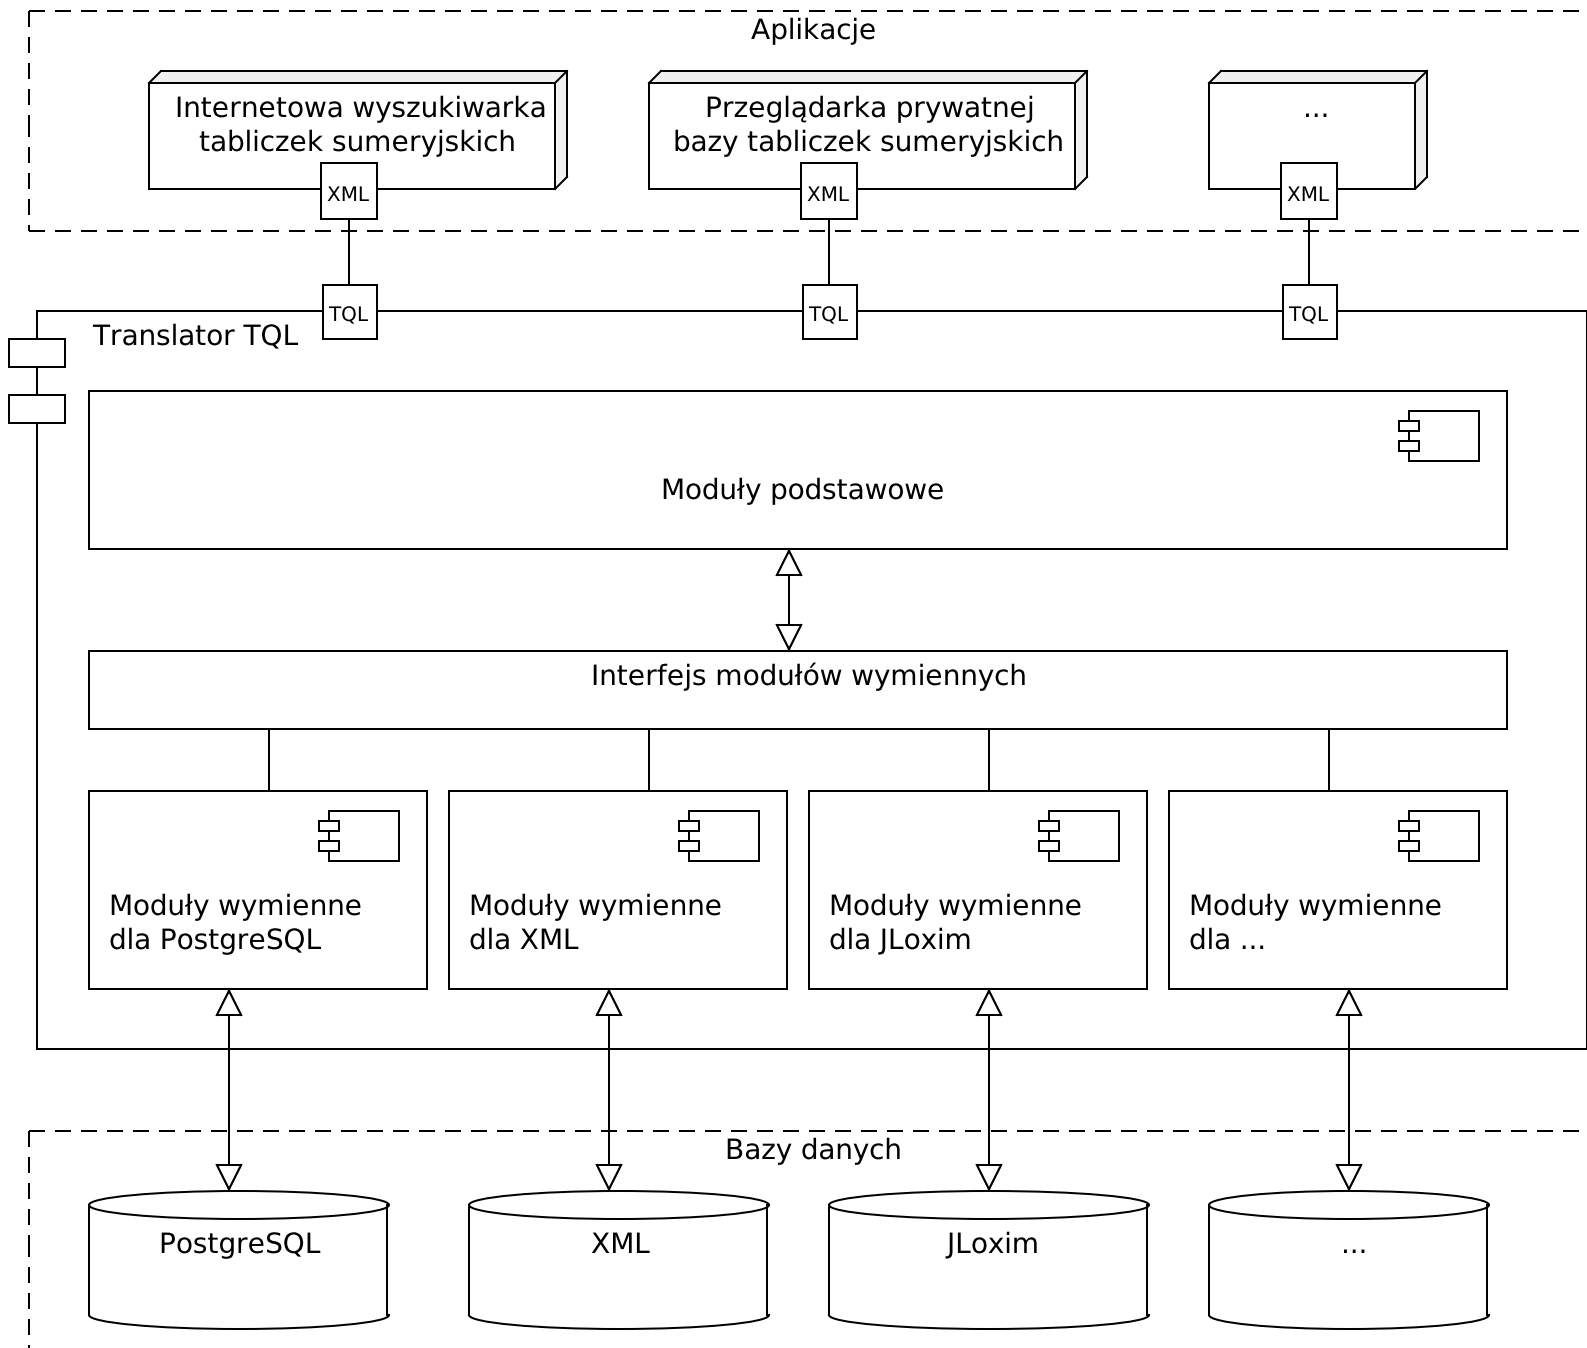 Aplikacje
Internetowa wyszukiwarka
tabliczek sumeryjskich
XML
Przeglądarka prywatnej
bazy tabliczek sumeryjskich
XML
...
XML
TQL
TQL
TQL
Translator TQL
Moduły podstawowe
Interfejs modułów wymiennych
Moduły wymienne
dla PostgreSQL
Moduły wymienne
dla XML
Moduły wymienne
dla JLoxim
Moduły wymienne
dla ...
Bazy danych
PostgreSQL
XML
JLoxim
...